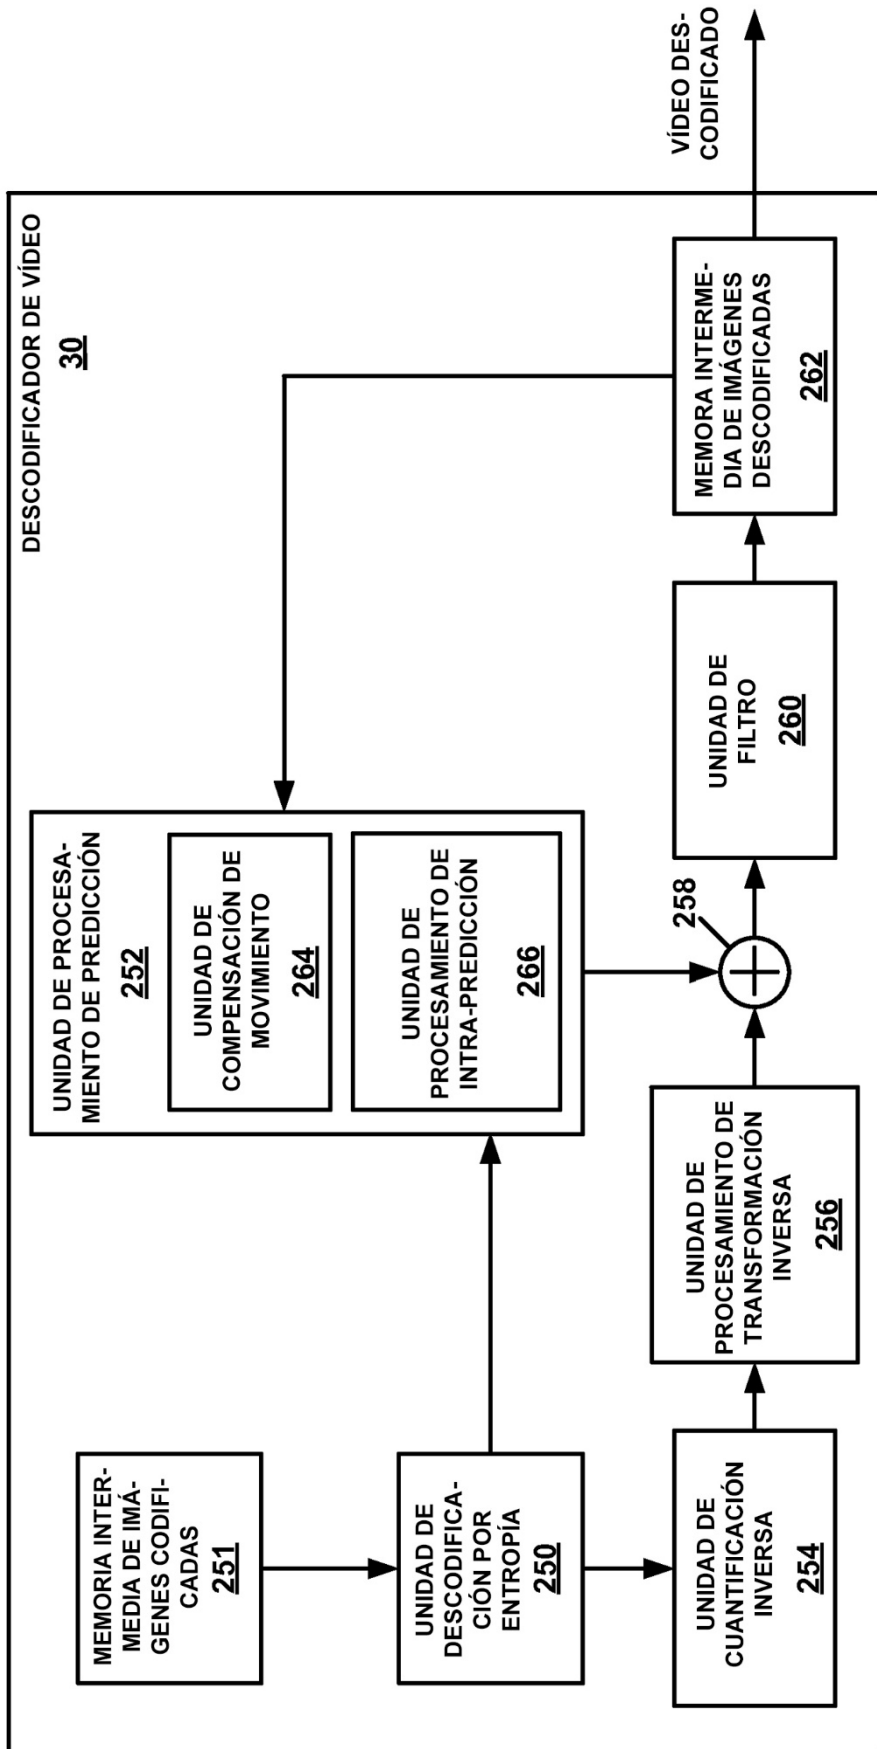 DESCODIFICADOR DE VÍDEO
30
MEMORIA INTER-
MEDIA DE IMÁ-
GENES CODIFI-
CADAS
251
UNIDAD DE
DESCODIFICA-
CIÓN POR
ENTROPÍA
250
UNIDAD DE PROCESA-
MIENTO DE PREDICCIÓN
252
UNIDAD DE
COMPENSACIÓN DE
MOVIMIENTO
264
UNIDAD DE
PROCESAMIENTO DE
INTRA-PREDICCIÓN
266
UNIDAD DE
CUANTIFICACIÓN
INVERSA
254
UNIDAD DE
PROCESAMIENTO DE
TRANSFORMACIÓN
INVERSA
256
258
UNIDAD DE
FILTRO
260
MEMORA INTERME-
DIA DE IMÁGENES
DESCODIFICADAS
262
VÍDEO DES-
CODIFICADO